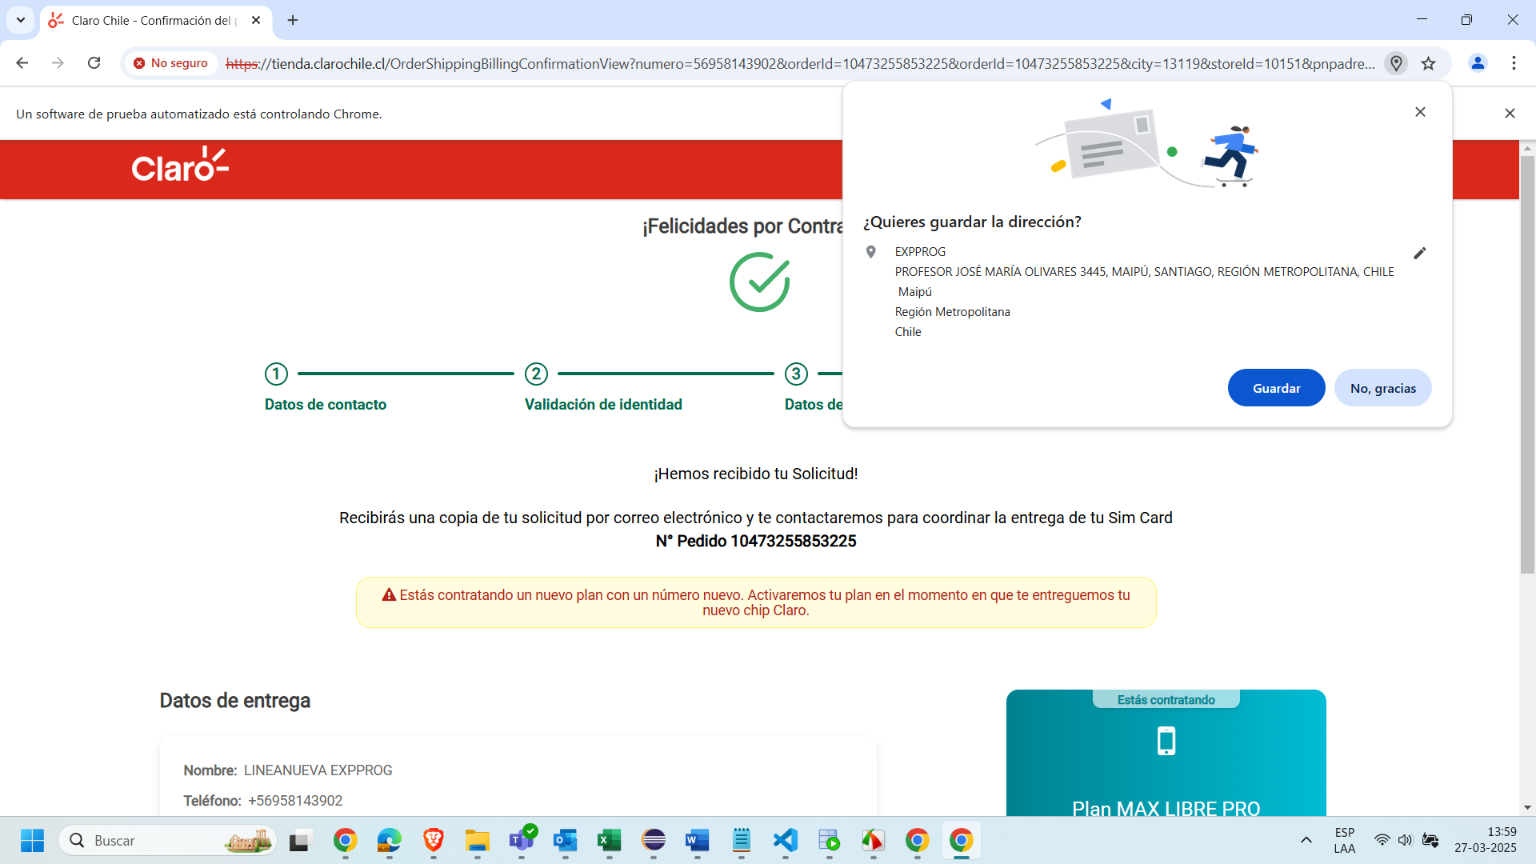 Claro Chile - Confirmación del p
No seguro
https://tienda.clarochile.cl/OrderShippingBillingConfirmationView?numero=56958143902&orderId=10473255853225&orderId=10473255853225&city=13119&storeId=10151&pnpadre...
Un software de prueba automatizado está controlando Chrome.
Claro
¡Felicidades por Contra
¿Quieres guardar la dirección?
EXPPROG
PROFESOR JOSÉ MARÍA OLIVARES 3445, MAIPÚ, SANTIAGO, REGIÓN METROPOLITANA, CHILE
Maipú
Región Metropolitana
Chile
Guardar
No, gracias
1
2
3
Datos de contacto
Validación de identidad
Datos de
¡Hemos recibido tu Solicitud!
Recibirás una copia de tu solicitud por correo electrónico y te contactaremos para coordinar la entrega de tu Sim Card
N° Pedido 10473255853225
Estás contratando un nuevo plan con un número nuevo. Activaremos tu plan en el momento en que te entreguemos tu
nuevo chip Claro.
Datos de entrega
Nombre: LINEANUEVA EXPPROG
Teléfono: +56958143902
Estás contratando
Plan MAX LIBRE PRO
Buscar
ESP
LAA
13:59
27-03-2025